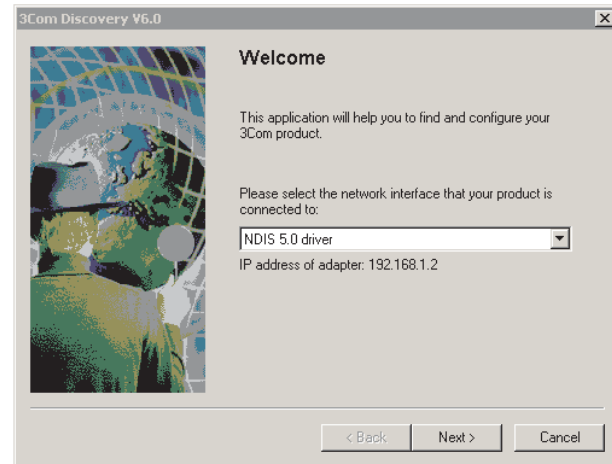 3Com Discovery V6.0
Welcome
This application will help you to find and configure your
3Com product.
Please select the network interface that your product is
connected to:
NDIS 5.0 driver
IP address of adapter: 192.168.1.2
< Back
Next >
Cancel